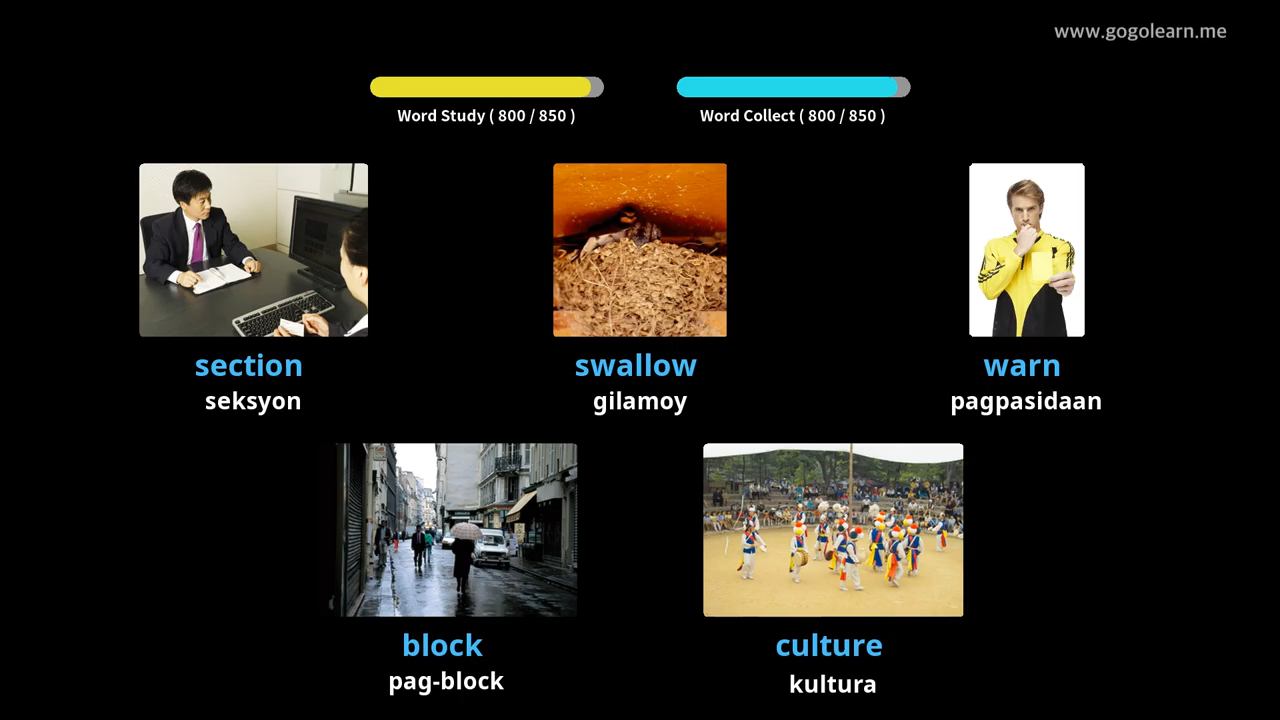 www.gogolearn.me
Word Study ( 800 / 850 )
Word Collect ( 800 / 850 )
section
seksyon
swallow
gilamoy
warn
pagpasidaan
block
pag-block
culture
kultura